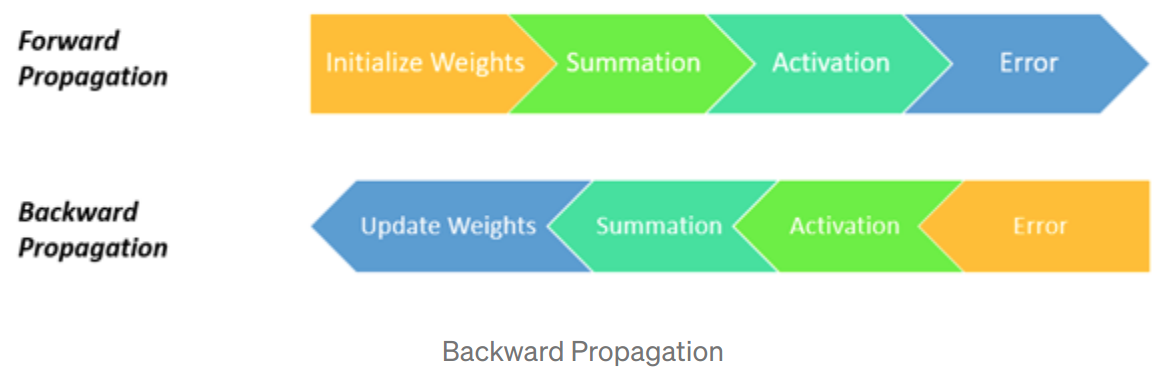 Forward
Propagation
Initialize Weights
Summation
Activation
Error
Backward
Propagation
Update Weights
Summation
Activation
Error
Backward Propagation